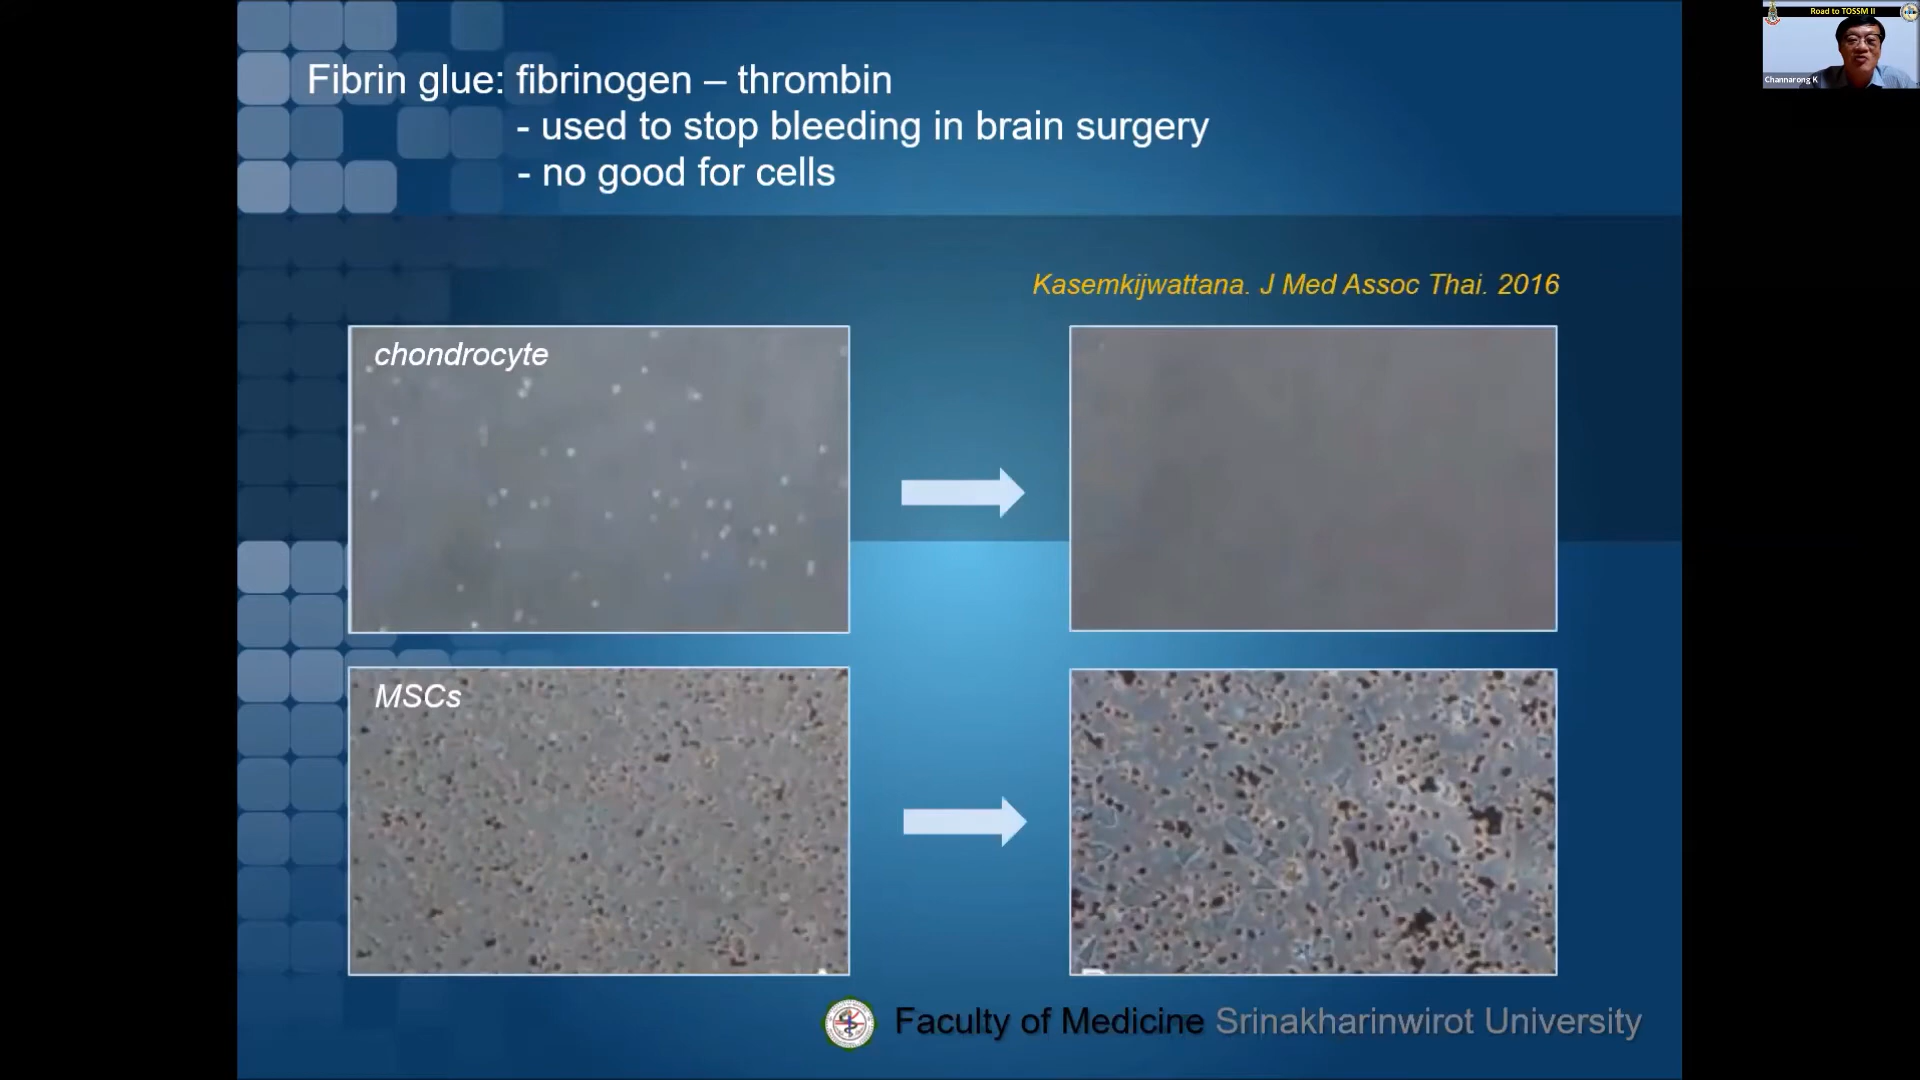 Road to TOSSM II
Channarong K
Fibrin glue: fibrinogen – thrombin
- used to stop bleeding in brain surgery
- no good for cells
Kasemkijwattana. J Med Assoc Thai. 2016
chondrocyte
MSCs
Faculty of Medicine Srinakharinwirot University